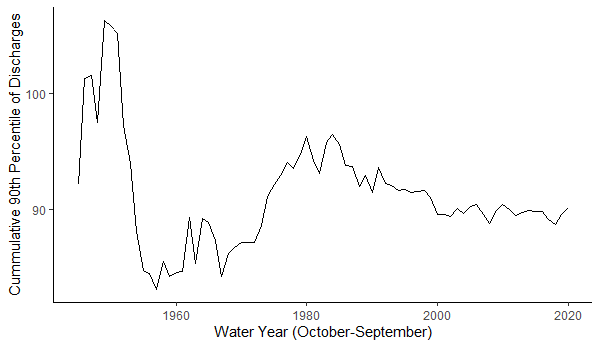 Cummulative 90th Percentile of Discharges
100
90
1960 1980 2000 2020
Water Year (October-September)